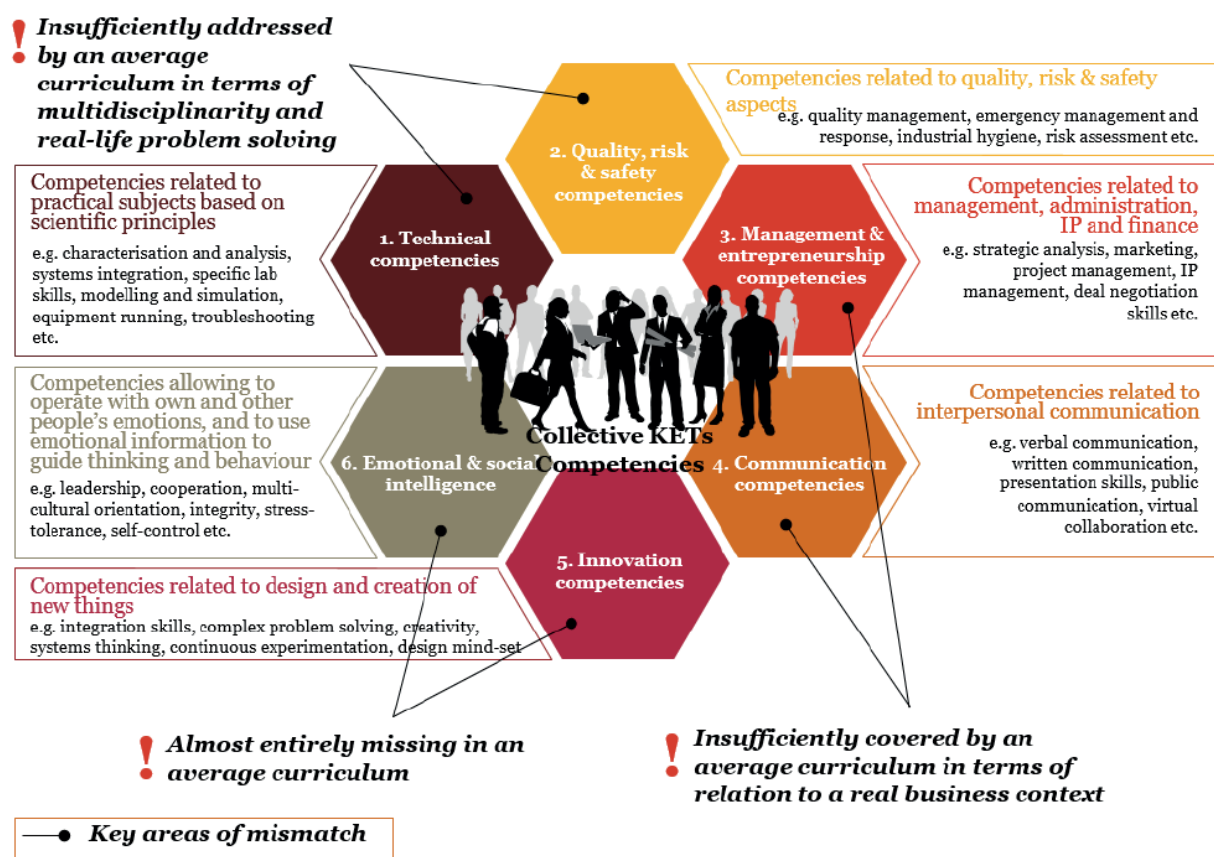 ! Insufficiently addressed
by an average
curriculum in terms of
multidisciplinarity and
real-life problem solving
Competencies related to quality, risk & safety
aspects
e.g. quality management, emergency management and
response, industrial hygiene, risk assessment etc.
2. Quality, risk
& safety
competencies
Competencies related to
practical subjects based on
scientific principles
e.g. characterisation and analysis,
systems integration, specific lab
skills, modelling and simulation,
equipment running, troubleshooting
etc.
1. Technical
competencies
3. Management &
entrepreneurship
competencies
Competencies related to
management, administration,
IP and finance
e.g. strategic analysis, marketing,
project management, IP
management, deal negotiation
skills etc.
Competencies allowing to
operate with own and other
people's emotions, and to use
emotional information to
guide thinking and behaviour
e.g. leadership, cooperation, multi-
cultural orientation, integrity, stress-
tolerance, self-control etc.
6. Emotional & social
intelligence
Collective KETs
Competencies
4. Communication
competencies
Competencies related to
interpersonal communication
e.g. verbal communication,
written communication,
presentation skills, public
communication, virtual
collaboration etc.
5. Innovation
competencies
Competencies related to design and creation of
new things
e.g. integration skills, complex problem solving, creativity,
systems thinking, continuous experimentation, design mind-set
! Almost entirely missing in an
average curriculum
! Insufficiently covered by an
average curriculum in terms of
relation to a real business context
Key areas of mismatch